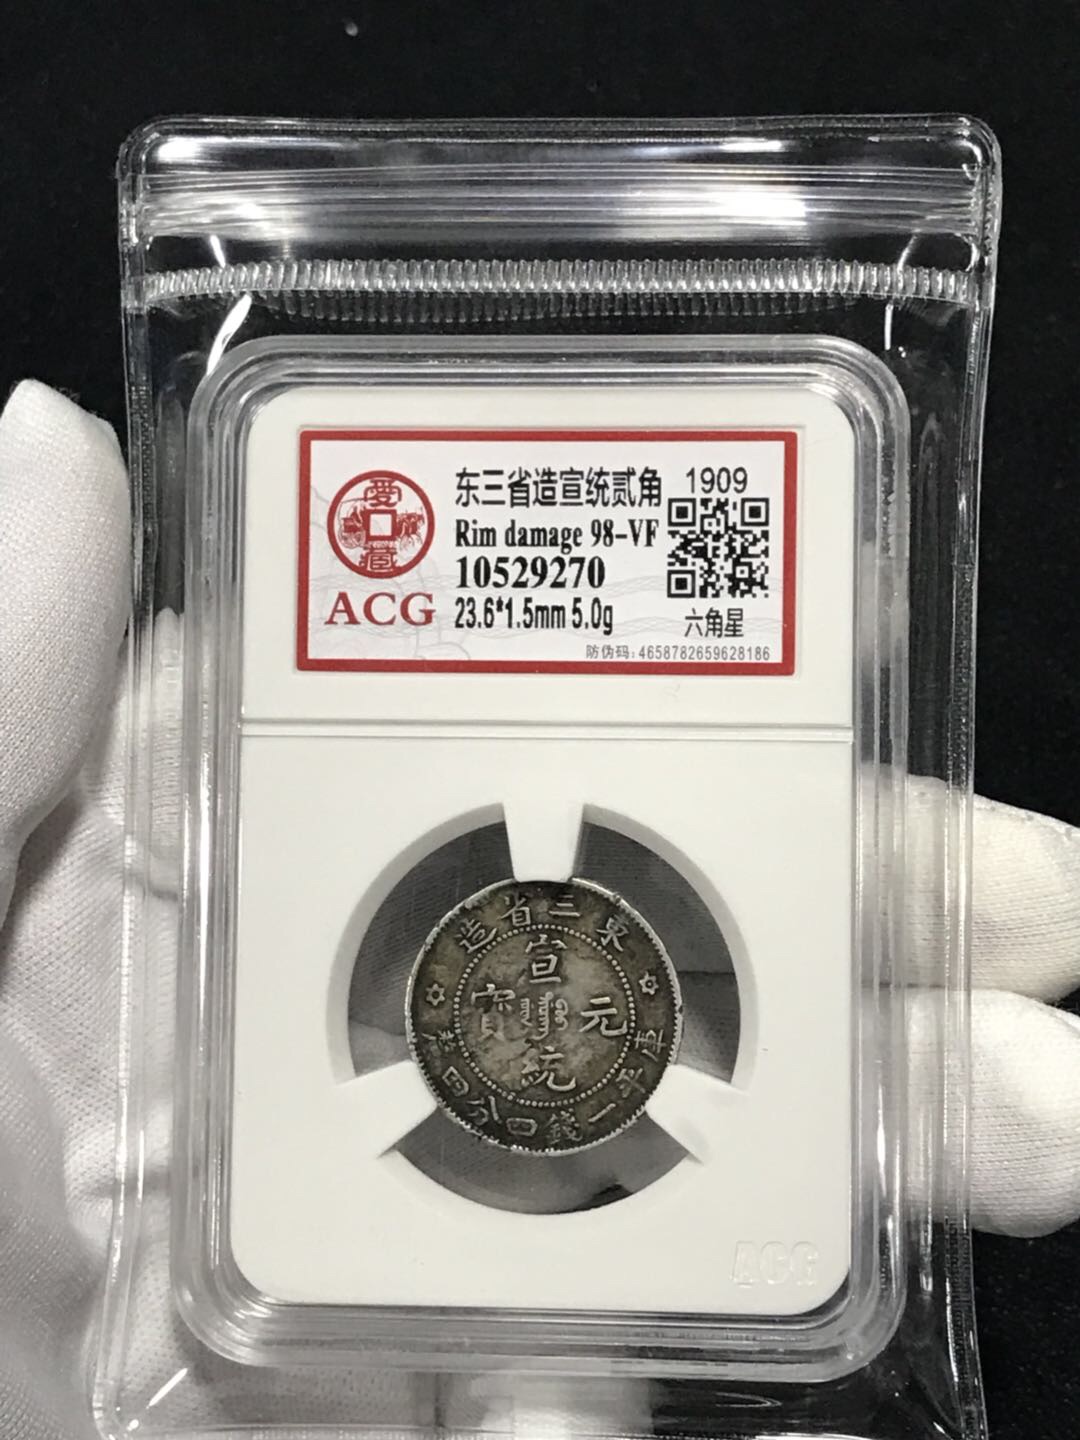 愛藏
ACG
东三省造宣统贰角 1909
Rim damage 98-VF
10529270
23.6*1.5mm 5.0g
六角星
防伪码:4658782659628186
東三省造
宣統元寶
庫平一錢四分四釐
ACG